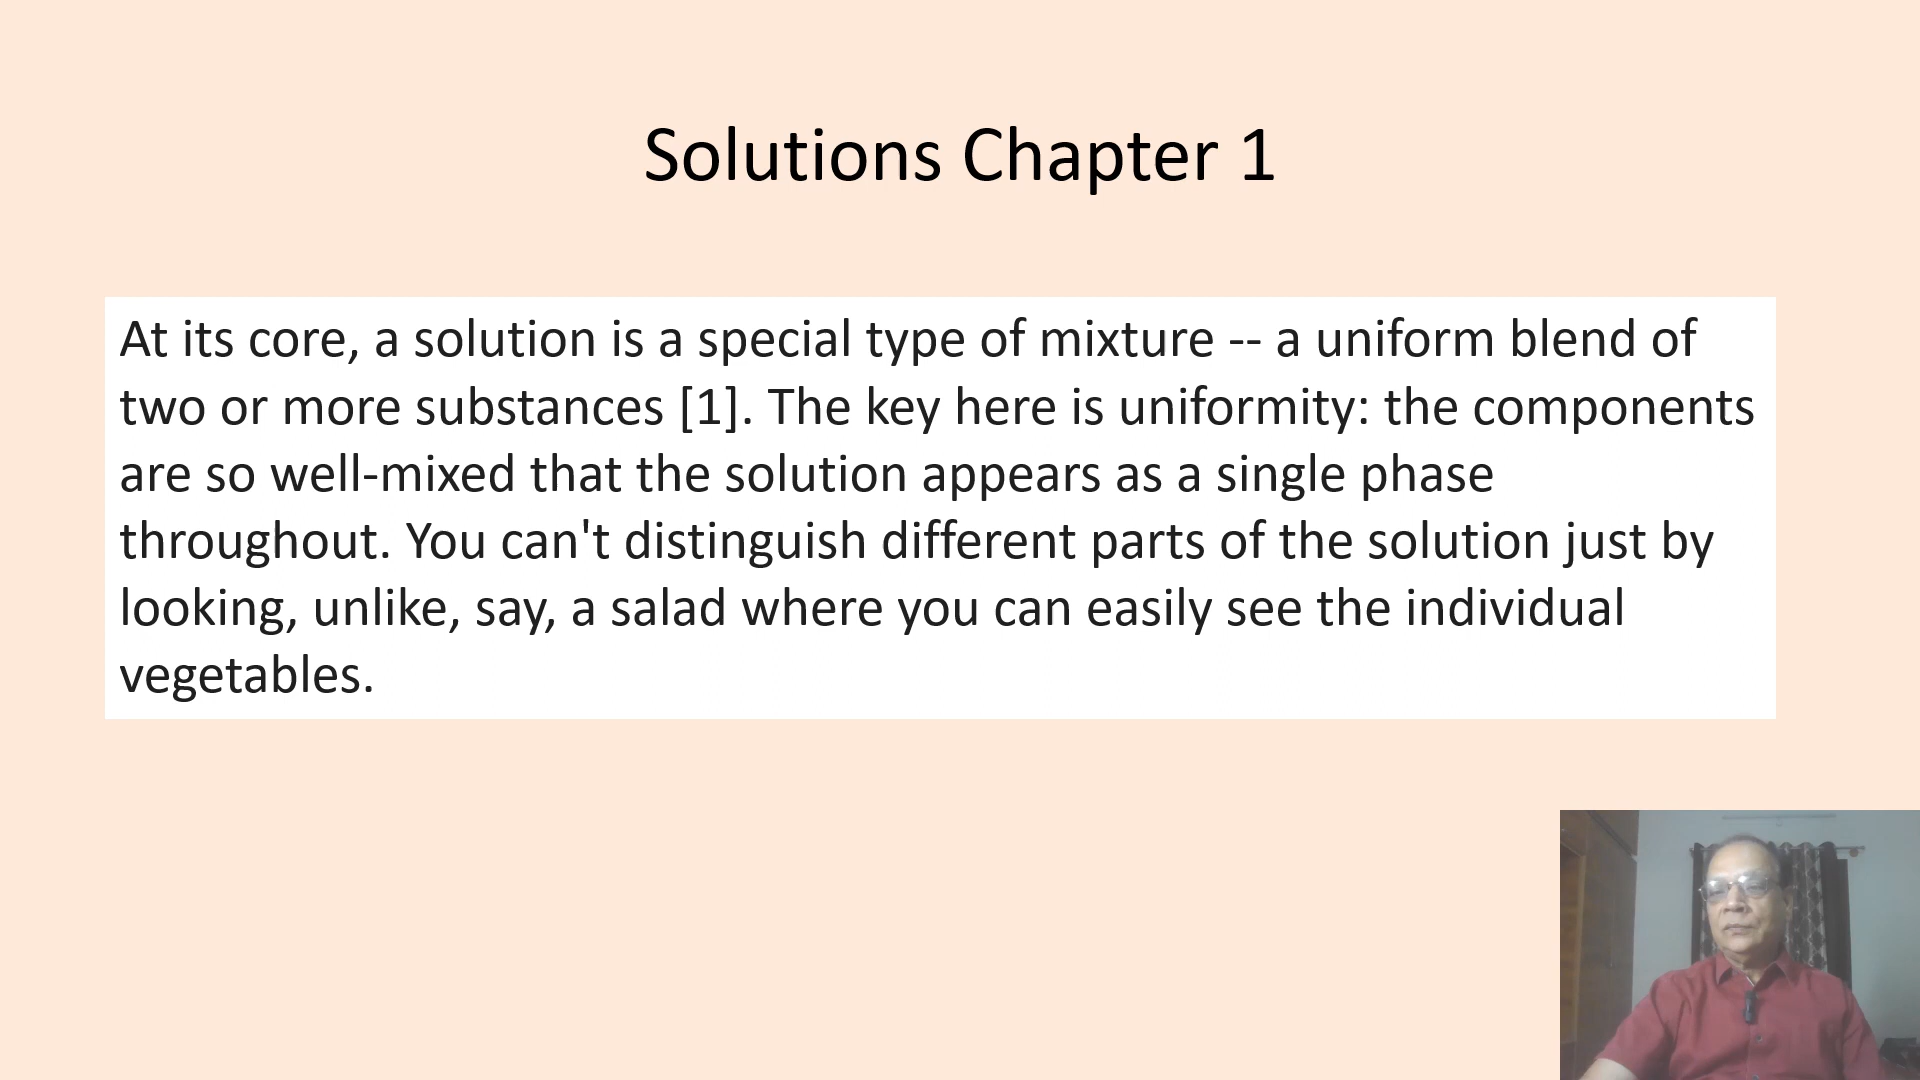 Solutions Chapter 1
At its core, a solution is a special type of mixture -- a uniform blend of
two or more substances [1]. The key here is uniformity: the components
are so well-mixed that the solution appears as a single phase
throughout. You can't distinguish different parts of the solution just by
looking, unlike, say, a salad where you can easily see the individual
vegetables.